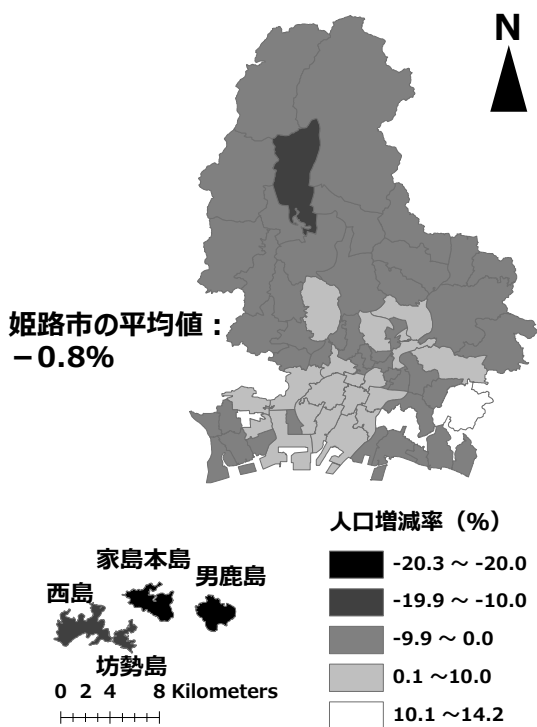 N
姫路市の平均値：
−0.8%
人口増減率（%）
-20.3 ～ -20.0
-19.9 ～ -10.0
-9.9 ～ 0.0
0.1 ～10.0
10.1 ～14.2
家島本島
男鹿島
西島
坊勢島
0 2 4 8 Kilometers